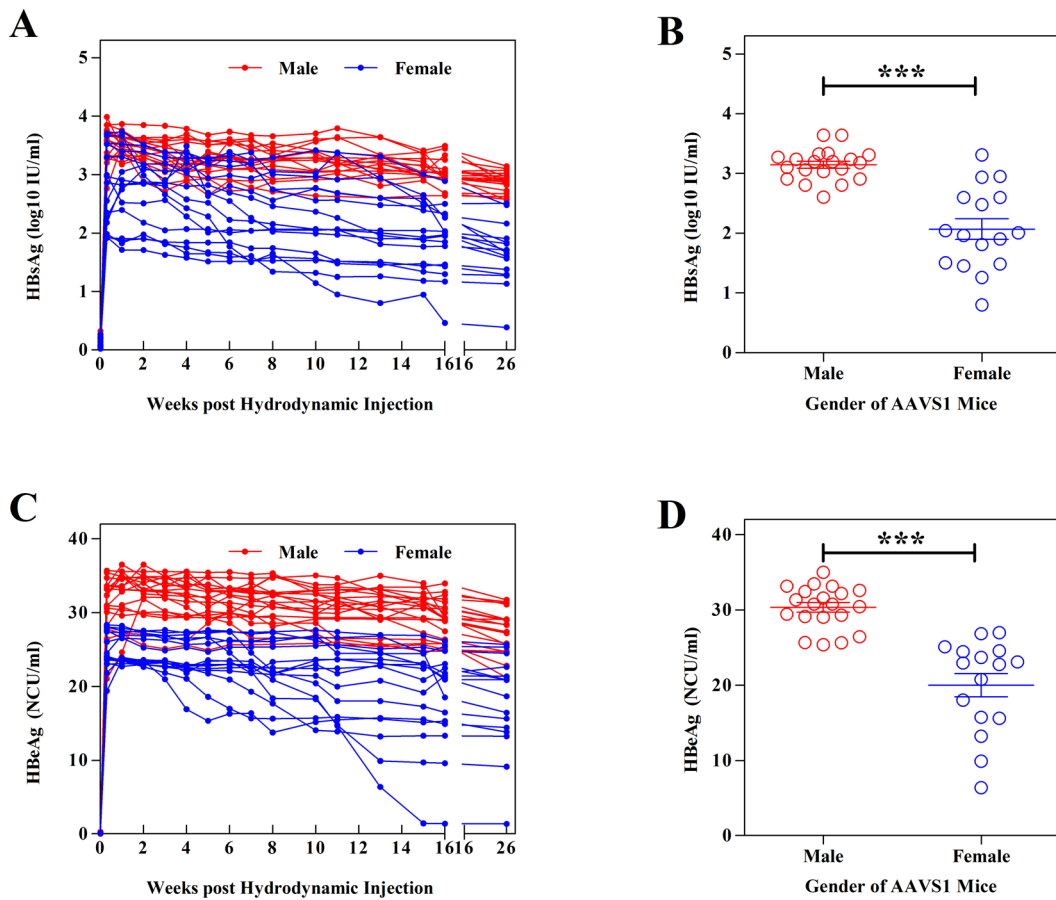 A
HBsAg (log10 IU/ml)
5
4
3
2
1
0
Male
Female
0 2 4 6 8 10 12 14 16 16 26
Weeks post Hydrodynamic Injection
B
HBsAg (log10 IU/ml)
5
4
3
2
1
0
***
Male Female
Gender of AAVS1 Mice
C
HBeAg (NCU/ml)
40
30
20
10
0
Male
Female
0 2 4 6 8 10 12 14 16 16 26
Weeks post Hydrodynamic Injection
D
HBeAg (NCU/ml)
40
30
20
10
0
***
Male Female
Gender of AAVS1 Mice